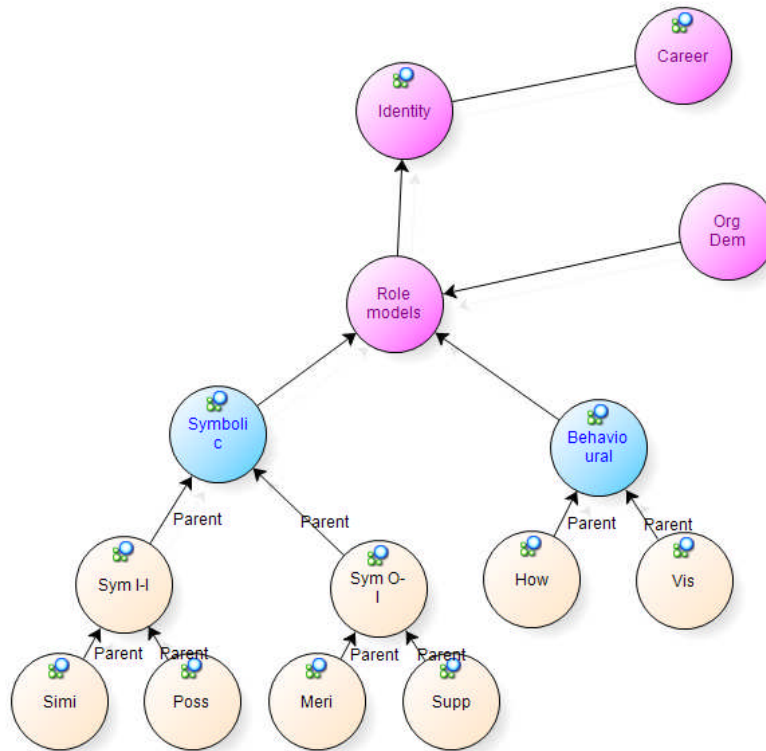 Career
Identity
Org
Dem
Role
models
Symboli
c
Behavio
ural
Parent
Parent
Parent
Parent
Sym I-I
Sym O-
I
How
Vis
Parent
Parent
Parent
Parent
Simi
Poss
Meri
Supp